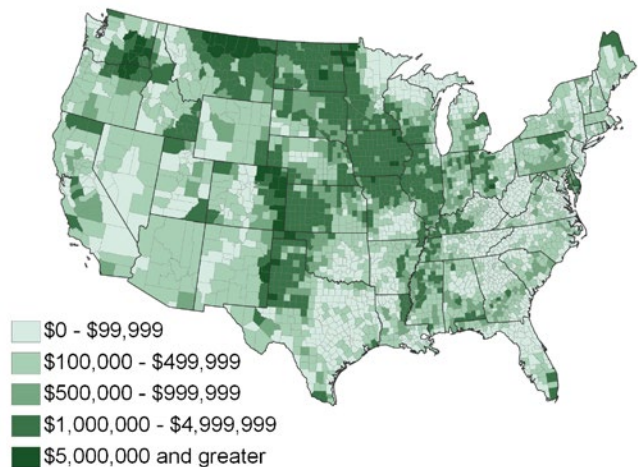 $0 - $99,999
$100,000 - $499,999
$500,000 - $999,999
$1,000,000 - $4,999,999
$5,000,000 and greater